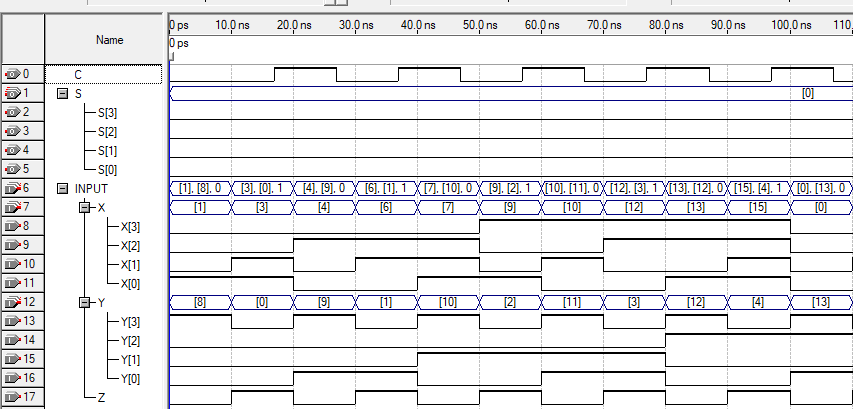 Name
0 ps 10.0 ns 20.0 ns 30.0 ns 40.0 ns 50.0 ns 60.0 ns 70.0 ns 80.0 ns 90.0 ns 100.0 ns 110.
0 ps
0 C
1 S [0]
2 S[3]
3 S[2]
4 S[1]
5 S[0]
6 INPUT [1], [8], 0 [3], [0], 1 [4], [9], 0 [6], [1], 1 [7], [10], 0 [9], [2], 1 [10], [11], 0 [12], [3], 1 [13], [12], 0 [15], [4], 1 [0], [13], 0
7 X [1] [3] [4] [6] [7] [9] [10] [12] [13] [15] [0]
8 X[3]
9 X[2]
10 X[1]
11 X[0]
12 Y [8] [0] [9] [1] [10] [2] [11] [3] [12] [4] [13]
13 Y[3]
14 Y[2]
15 Y[1]
16 Y[0]
17 Z